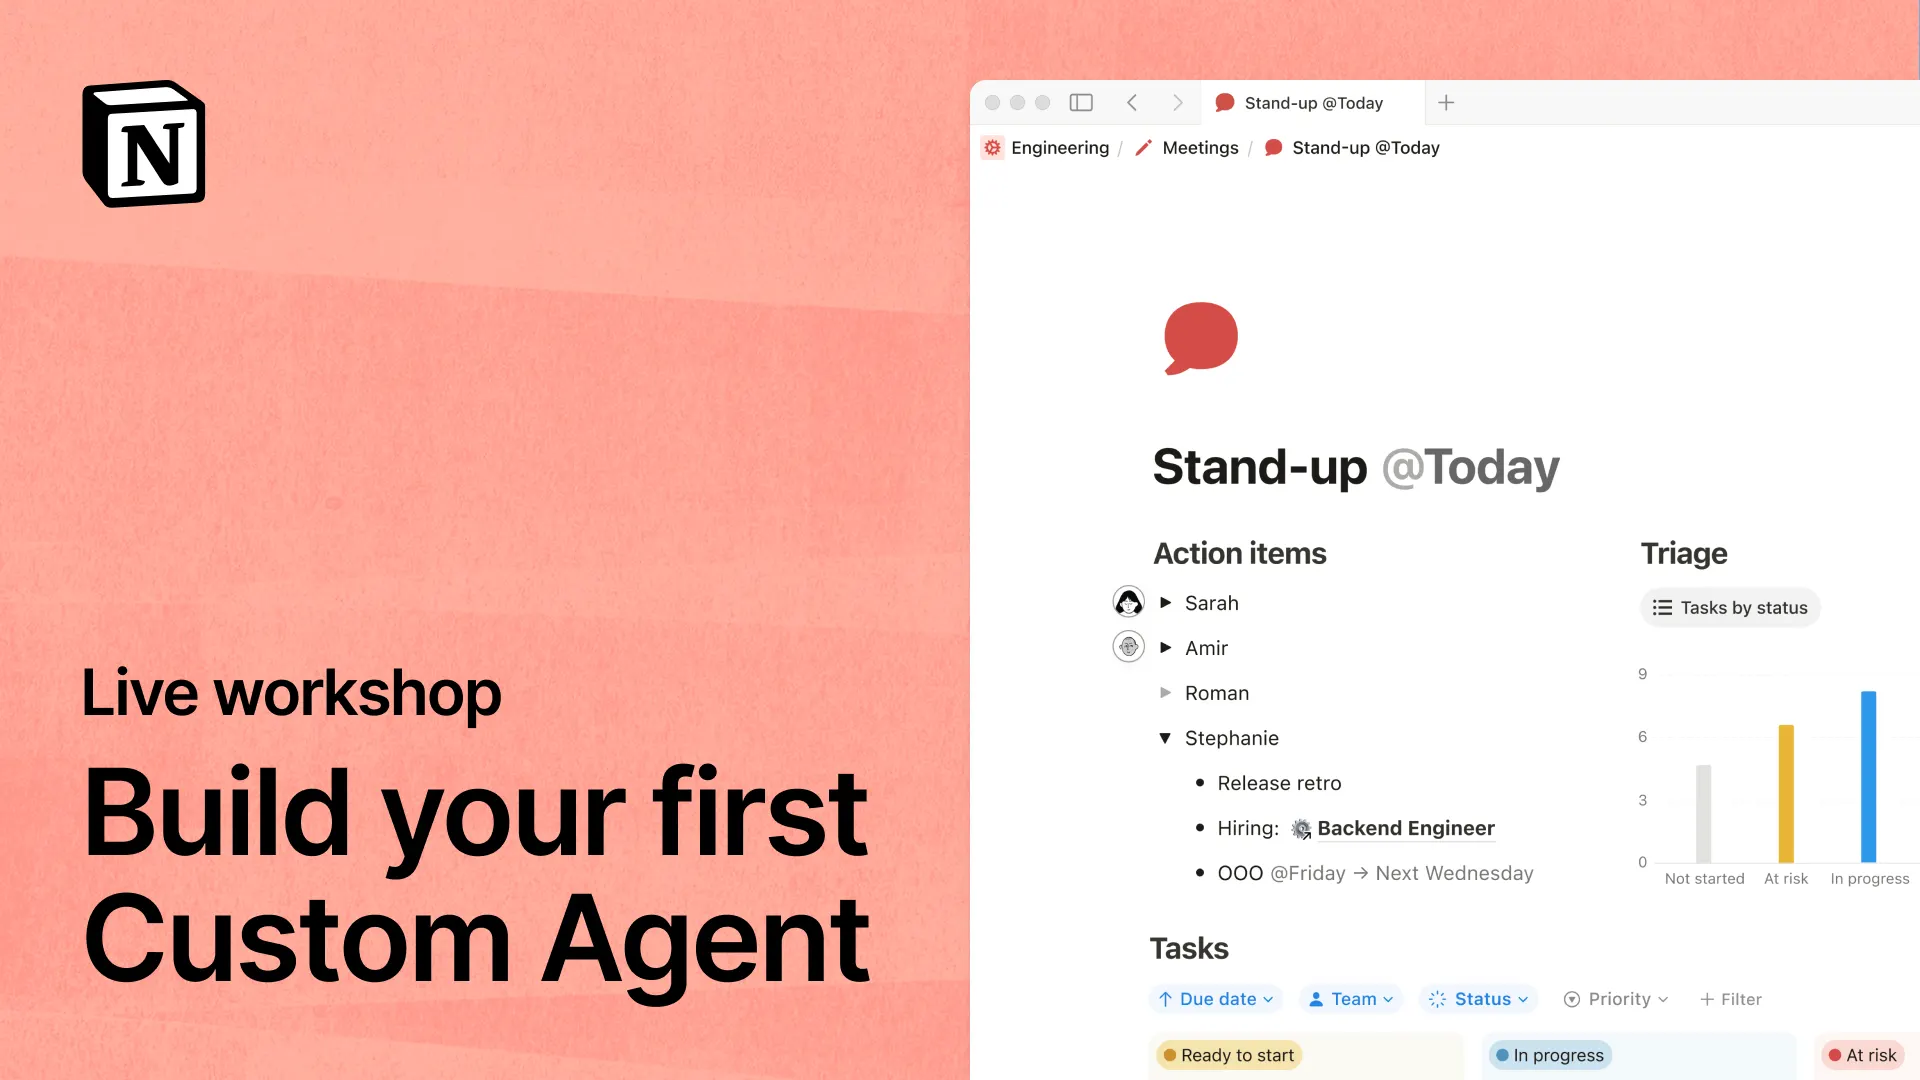 N
Live workshop
Build your first
Custom Agent
Stand-up @Today
Engineering / Meetings / Stand-up @Today
Stand-up @Today
Action items
Sarah
Amir
Roman
Stephanie
Release retro
Hiring: Backend Engineer
OOO @Friday → Next Wednesday
Triage
Tasks by status
9
6
3
0
Not started At risk In progress
Tasks
Due date Team Status Priority + Filter
Ready to start In progress At risk